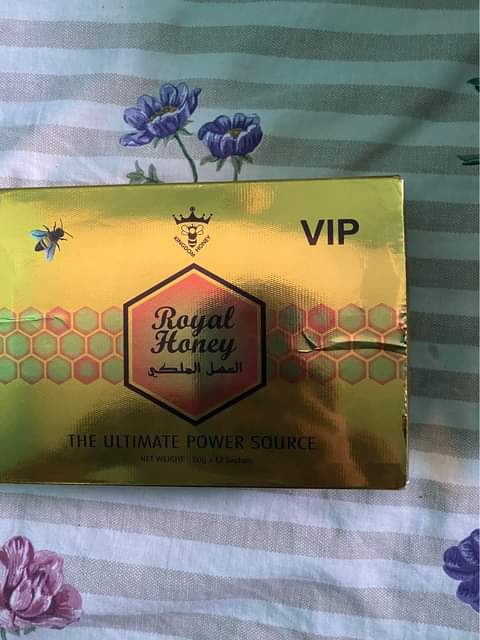 KINGDOM HONEY
VIP
Royal
Honey
العسل الملكي
THE ULTIMATE POWER SOURCE
NET WEIGHT : 20g x 12 Sachets